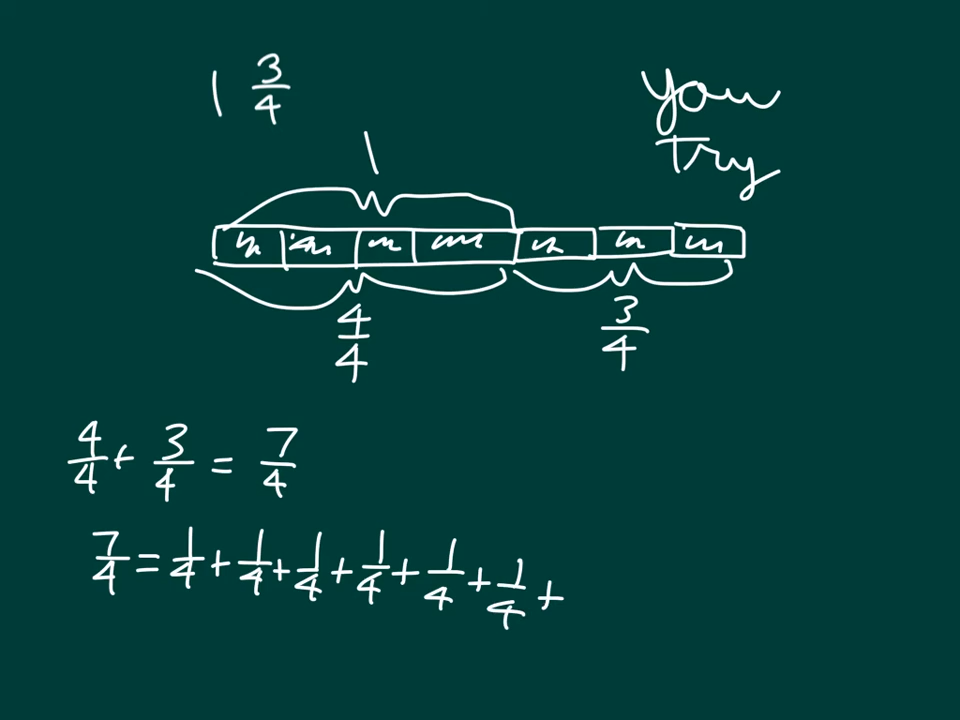 1 3/4
you
try
1
4/4
3/4
4/4 + 3/4 = 7/4
7/4 = 1/4 + 1/4 + 1/4 + 1/4 + 1/4 + 1/4 +